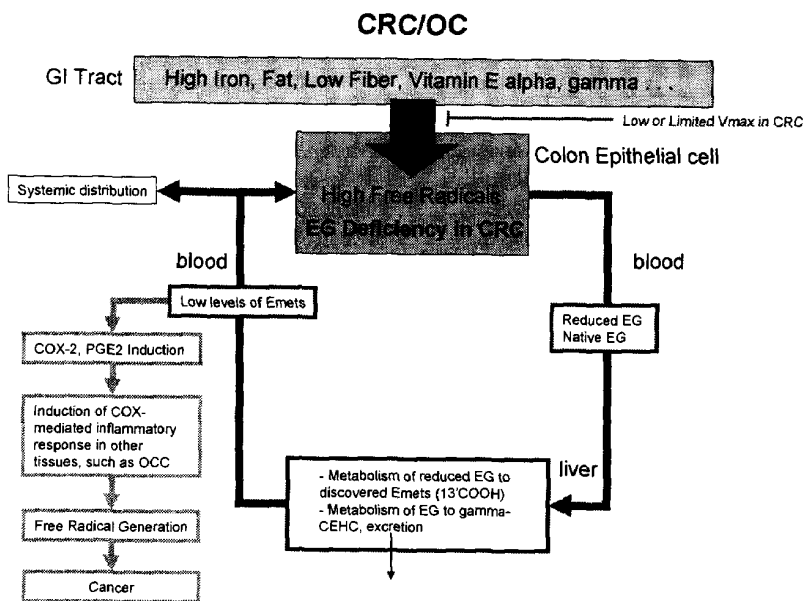 CRC/OC
GI Tract
High Iron, Fat, Low Fiber, Vitamin E alpha, gamma . . .
Low or Limited Vmax in CRC
Colon Epithelial cell
High Free Radicals
EG Deficiency in CRC
Systemic distribution
blood
blood
Low levels of Emets
Reduced EG
Native EG
COX-2, PGE2 Induction
Induction of COX-
mediated inflammatory
response in other
tissues, such as OCC
liver
- Metabolism of reduced EG to
discovered Emets (13'COOH)
- Metabolism of EG to gamma-
CEHC, excretion
Free Radical Generation
Cancer